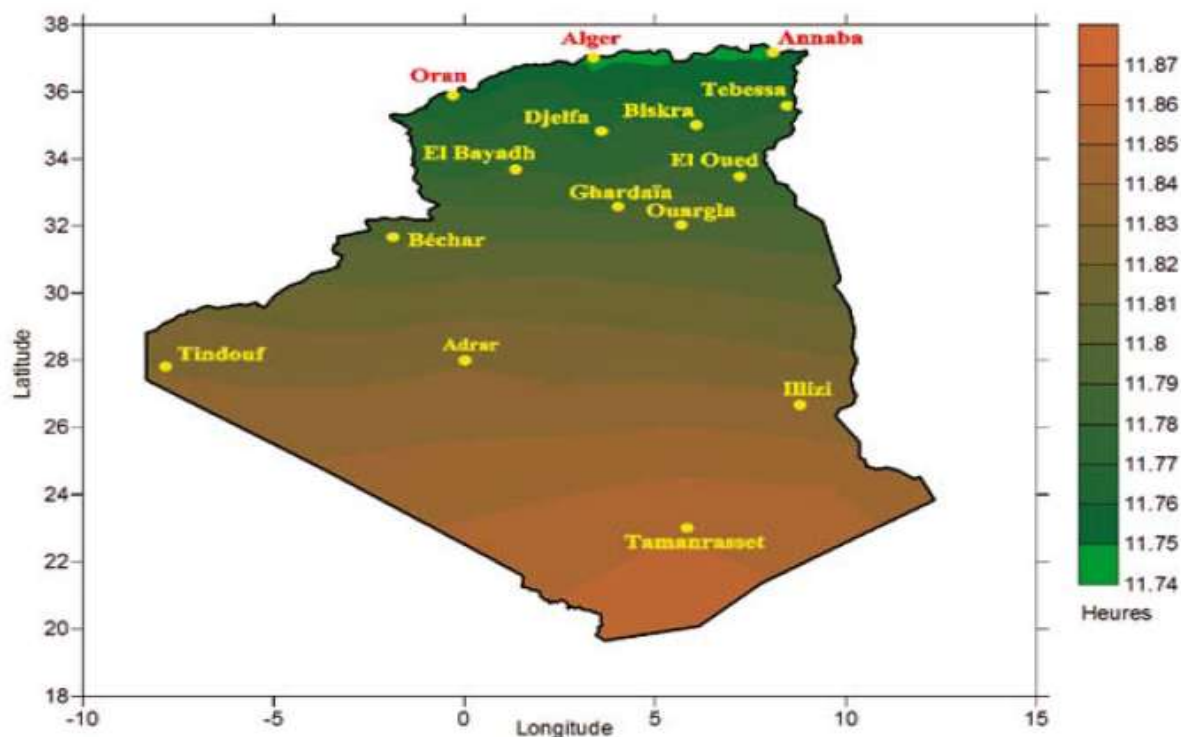 38
36
34
32
30
28
26
24
22
20
18
Latitude
-10
-5
0
5
10
15
Longitude
Alger
Annaba
Oran
Tebessa
Djelfa
Biskra
El Bayadh
El Oued
Ghardaïa
Ouargla
Béchar
Tindouf
Adrar
Illizi
Tamanrasset
11.87
11.86
11.85
11.84
11.83
11.82
11.81
11.8
11.79
11.78
11.77
11.76
11.75
11.74
Heures